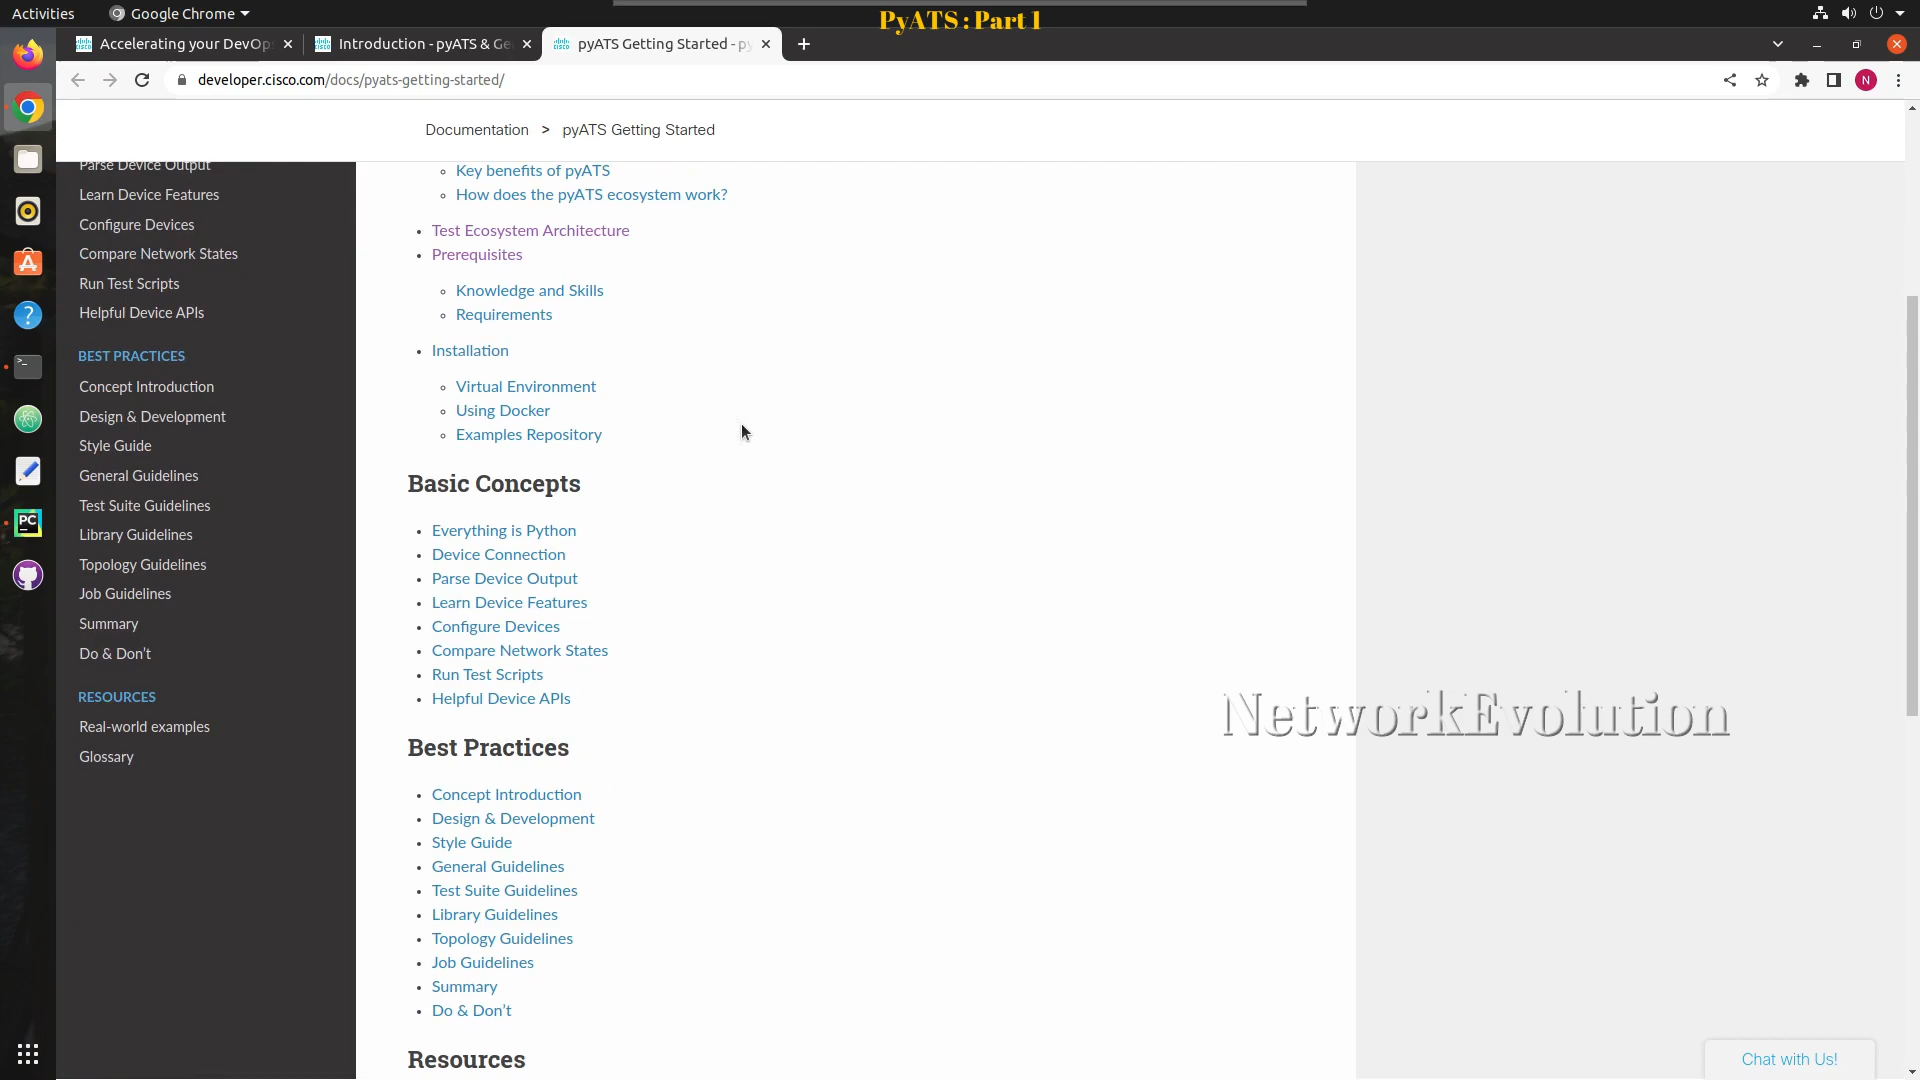 Activities
Google Chrome
PyATS : Part 1
Accelerating your DevOps
Introduction - pyATS & Ge
pyATS Getting Started - py
developer.cisco.com/docs/pyats-getting-started/
N
Documentation > pyATS Getting Started
Parse Device Output
Learn Device Features
Configure Devices
Compare Network States
Run Test Scripts
Helpful Device APIs
BEST PRACTICES
Concept Introduction
Design & Development
Style Guide
General Guidelines
Test Suite Guidelines
Library Guidelines
Topology Guidelines
Job Guidelines
Summary
Do & Don't
RESOURCES
Real-world examples
Glossary
Key benefits of pyATS
How does the pyATS ecosystem work?
Test Ecosystem Architecture
Prerequisites
Knowledge and Skills
Requirements
Installation
Virtual Environment
Using Docker
Examples Repository
Basic Concepts
Everything is Python
Device Connection
Parse Device Output
Learn Device Features
Configure Devices
Compare Network States
Run Test Scripts
Helpful Device APIs
Best Practices
Concept Introduction
Design & Development
Style Guide
General Guidelines
Test Suite Guidelines
Library Guidelines
Topology Guidelines
Job Guidelines
Summary
Do & Don't
Resources
NetworkEvolution
Chat with Us!
PC